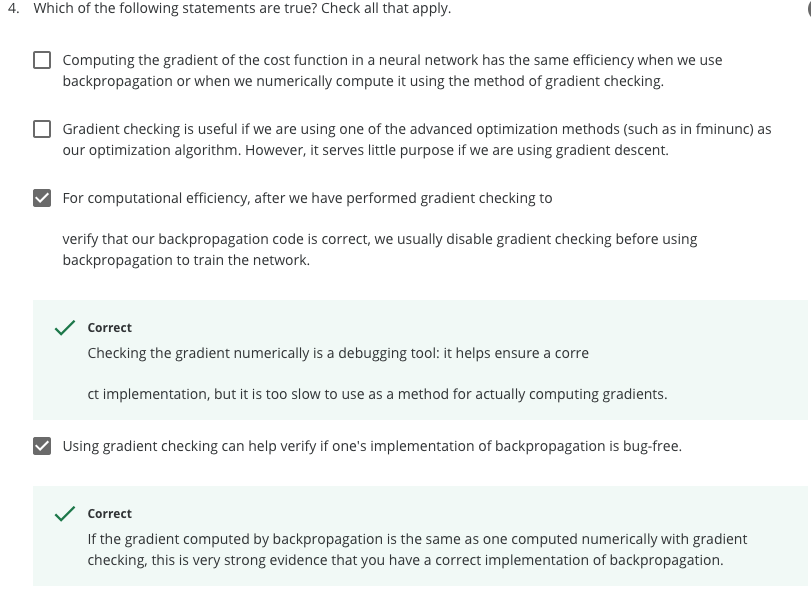 4. Which of the following statements are true? Check all that apply.
Computing the gradient of the cost function in a neural network has the same efficiency when we use
backpropagation or when we numerically compute it using the method of gradient checking.
Gradient checking is useful if we are using one of the advanced optimization methods (such as in fminunc) as
our optimization algorithm. However, it serves little purpose if we are using gradient descent.
For computational efficiency, after we have performed gradient checking to
verify that our backpropagation code is correct, we usually disable gradient checking before using
backpropagation to train the network.
Correct
Checking the gradient numerically is a debugging tool: it helps ensure a corre
ct implementation, but it is too slow to use as a method for actually computing gradients.
Using gradient checking can help verify if one's implementation of backpropagation is bug-free.
Correct
If the gradient computed by backpropagation is the same as one computed numerically with gradient
checking, this is very strong evidence that you have a correct implementation of backpropagation.